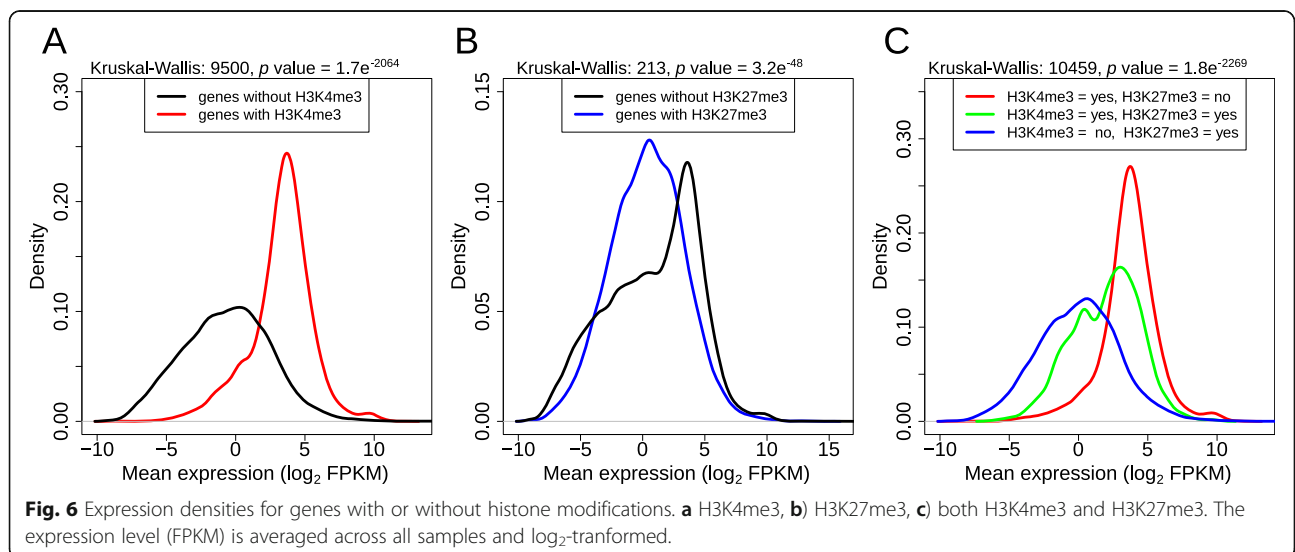 A
Kruskal-Wallis: 9500, p value = 1.7e-2064
genes without H3K4me3
genes with H3K4me3
Density
0.00
0.10
0.20
0.30
−10
−5
0
5
10
Mean expression (log2 FPKM)
B
Kruskal-Wallis: 213, p value = 3.2e-48
genes without H3K27me3
genes with H3K27me3
Density
0.00
0.05
0.10
0.15
−10
−5
0
5
10
15
Mean expression (log2 FPKM)
C
Kruskal-Wallis: 10459, p value = 1.8e-2269
H3K4me3 = yes, H3K27me3 = no
H3K4me3 = yes, H3K27me3 = yes
H3K4me3 = no, H3K27me3 = yes
Density
0.00
0.10
0.20
0.30
−10
−5
0
5
10
Mean expression (log2 FPKM)
Fig. 6 Expression densities for genes with or without histone modifications. a H3K4me3, b) H3K27me3, c) both H3K4me3 and H3K27me3. The
expression level (FPKM) is averaged across all samples and log2-tranformed.